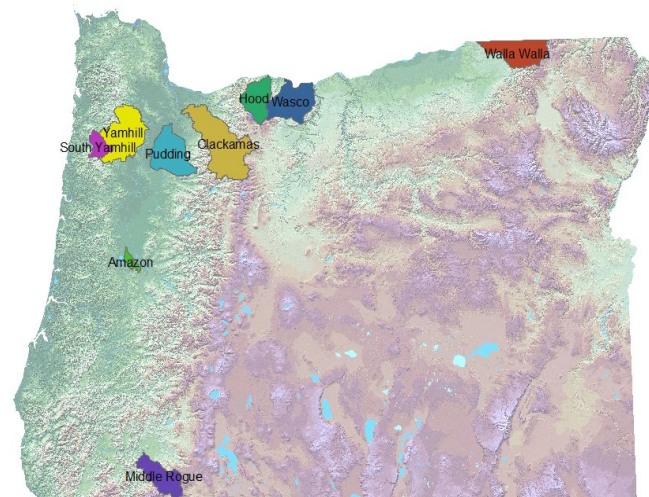 Walla Walla
Hood
Wasco
Yamhill
South Yamhill
Pudding
Clackamas
Amazon
Middle Rogue